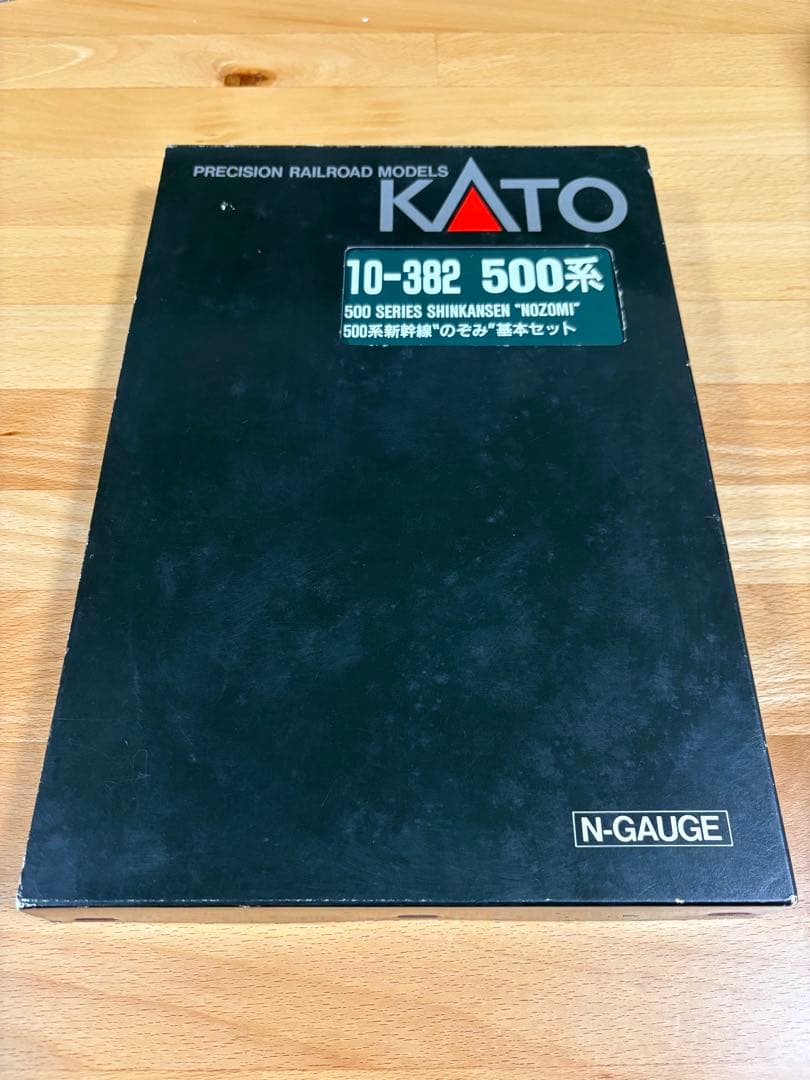 PRECISION RAILROAD MODELS
KATO
10-382 500系
500 SERIES SHINKANSEN "NOZOMI"
500系新幹線"のぞみ"基本セット
N-GAUGE